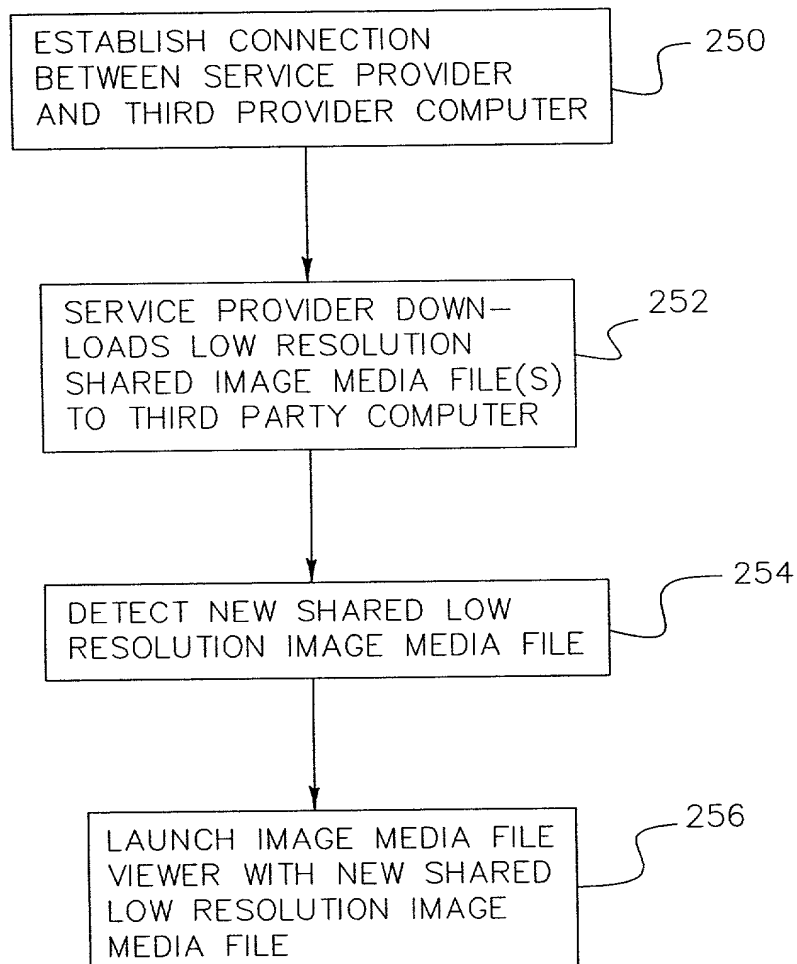 ESTABLISH CONNECTION
BETWEEN SERVICE PROVIDER
AND THIRD PROVIDER COMPUTER
250
SERVICE PROVIDER DOWN-
LOADS LOW RESOLUTION
SHARED IMAGE MEDIA FILE(S)
TO THIRD PARTY COMPUTER
252
DETECT NEW SHARED LOW
RESOLUTION IMAGE MEDIA FILE
254
LAUNCH IMAGE MEDIA FILE
VIEWER WITH NEW SHARED
LOW RESOLUTION IMAGE
MEDIA FILE
256